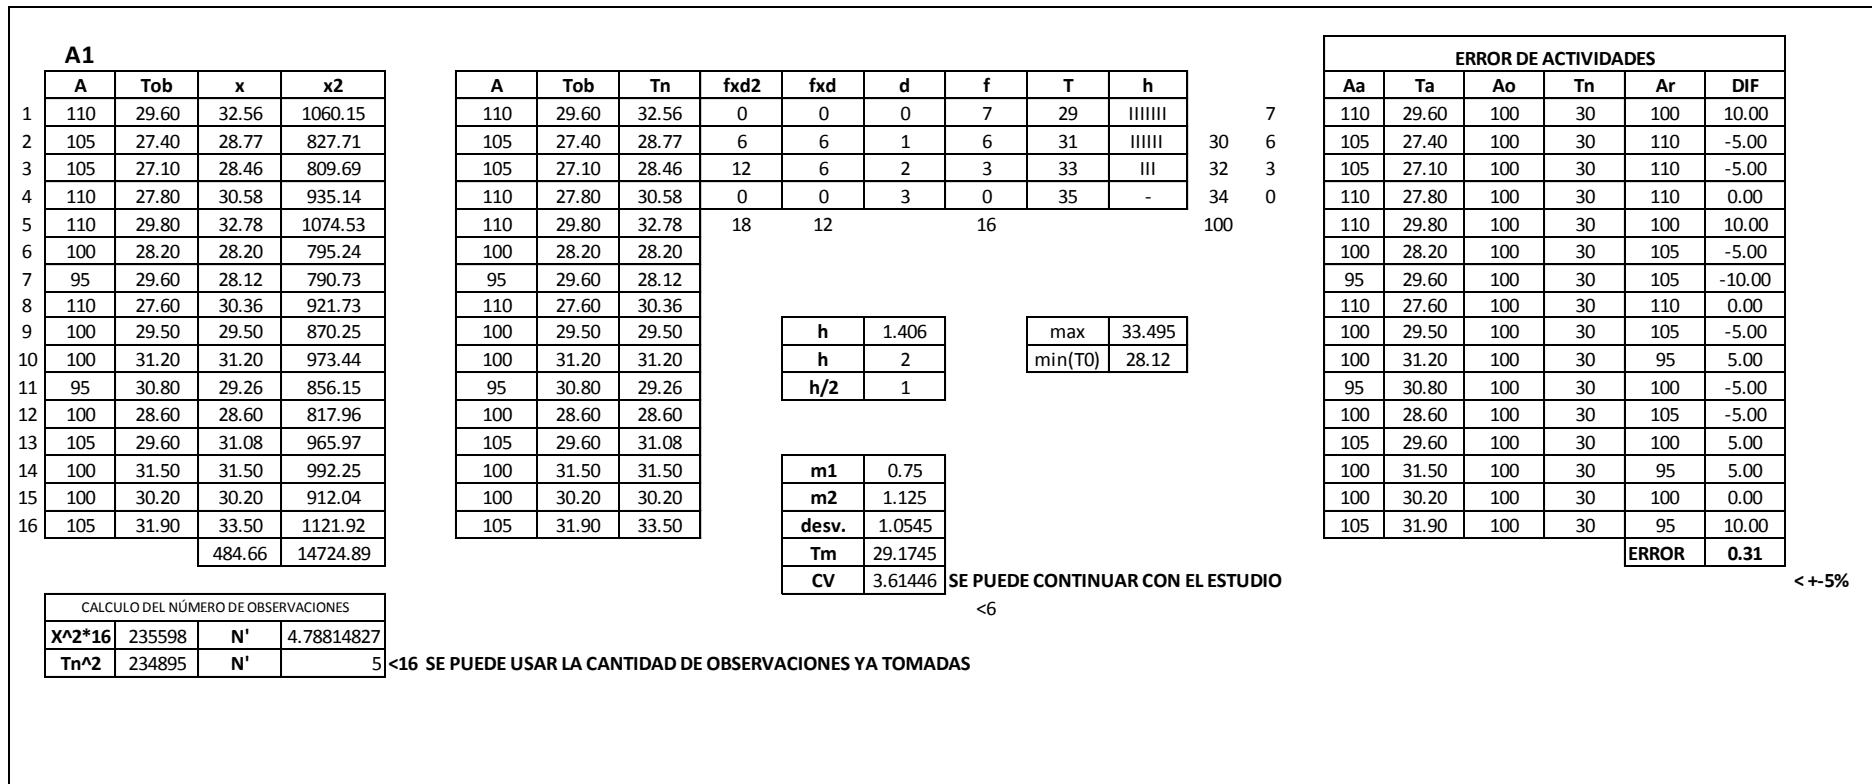 A1
ERROR DE ACTIVIDADES
A Tob x x2 A Tob Tn fxd2 fxd d f T h Aa Ta Ao Tn Ar DIF
1 110 29.60 32.56 1060.15 110 29.60 32.56 0 0 0 7 29 IIIIIII 7 110 29.60 100 30 100 10.00
2 105 27.40 28.77 827.71 105 27.40 28.77 6 6 1 6 31 IIIIII 30 6 105 27.40 100 30 110 -5.00
3 105 27.10 28.46 809.69 105 27.10 28.46 12 6 2 3 33 III 32 3 105 27.10 100 30 110 -5.00
4 110 27.80 30.58 935.14 110 27.80 30.58 0 0 3 0 35 - 34 0 110 27.80 100 30 110 0.00
5 110 29.80 32.78 1074.53 110 29.80 32.78 18 12 16 100 110 29.80 100 30 100 10.00
6 100 28.20 28.20 795.24 100 28.20 28.20 100 28.20 100 30 105 -5.00
7 95 29.60 28.12 790.73 95 29.60 28.12 95 29.60 100 30 105 -10.00
8 110 27.60 30.36 921.73 110 27.60 30.36 110 27.60 100 30 110 0.00
9 100 29.50 29.50 870.25 100 29.50 29.50 h 1.406 max 33.495 100 29.50 100 30 105 -5.00
10 100 31.20 31.20 973.44 100 31.20 31.20 h 2 min(T0) 28.12 100 31.20 100 30 95 5.00
11 95 30.80 29.26 856.15 95 30.80 29.26 h/2 1 95 30.80 100 30 100 -5.00
12 100 28.60 28.60 817.96 100 28.60 28.60 100 28.60 100 30 105 -5.00
13 105 29.60 31.08 965.97 105 29.60 31.08 105 29.60 100 30 100 5.00
14 100 31.50 31.50 992.25 100 31.50 31.50 m1 0.75 100 31.50 100 30 95 5.00
15 100 30.20 30.20 912.04 100 30.20 30.20 m2 1.125 100 30.20 100 30 100 0.00
16 105 31.90 33.50 1121.92 105 31.90 33.50 desv. 1.0545 105 31.90 100 30 95 10.00
484.66 14724.89 Tm 29.1745 ERROR 0.31
CV 3.61446 SE PUEDE CONTINUAR CON EL ESTUDIO < +-5%
CALCULO DEL NÚMERO DE OBSERVACIONES <6
X^2*16 235598 N' 4.78814827
Tn^2 234895 N' 5 <16 SE PUEDE USAR LA CANTIDAD DE OBSERVACIONES YA TOMADAS